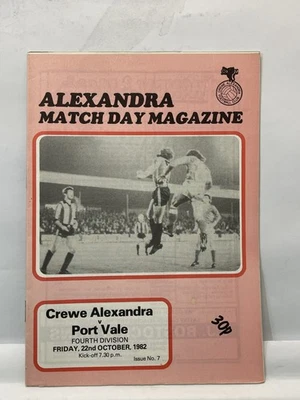 ALEXANDRA
MATCH DAY MAGAZINE
Crewe Alexandra
v
Port Vale
FOURTH DIVISION
FRIDAY, 22nd OCTOBER, 1982
Kick-off 7.30 p.m.
Issue No. 7
30p